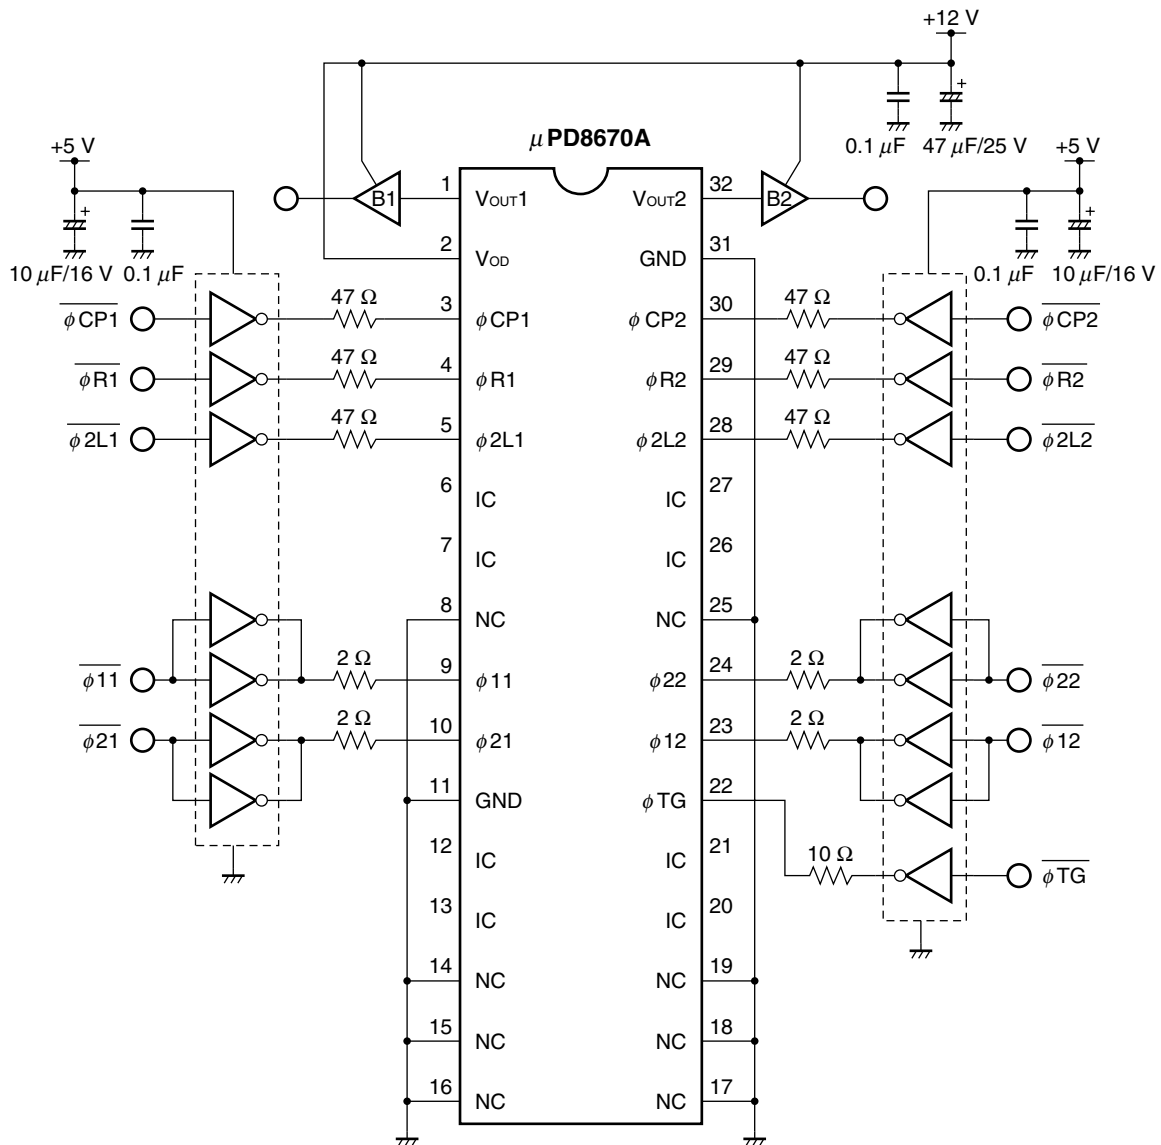 +12 V
0.1 μF
47 μF/25 V
+5 V
10 μF/16 V
0.1 μF
+5 V
0.1 μF
10 μF/16 V
μPD8670A
B1
B2
1 VOUT1
VOUT2 32
2 VOD
GND 31
φCP1 47 Ω 3 φCP1
φCP2 30 47 Ω φCP2
φR1 47 Ω 4 φR1
φR2 29 47 Ω φR2
φ2L1 47 Ω 5 φ2L1
φ2L2 28 47 Ω φ2L2
6 IC
IC 27
7 IC
IC 26
8 NC
NC 25
φ11 2 Ω 9 φ11
φ22 24 2 Ω φ22
φ21 2 Ω 10 φ21
φ12 23 2 Ω φ12
11 GND
φTG 22
12 IC
IC 21
10 Ω φTG
13 IC
IC 20
14 NC
NC 19
15 NC
NC 18
16 NC
NC 17